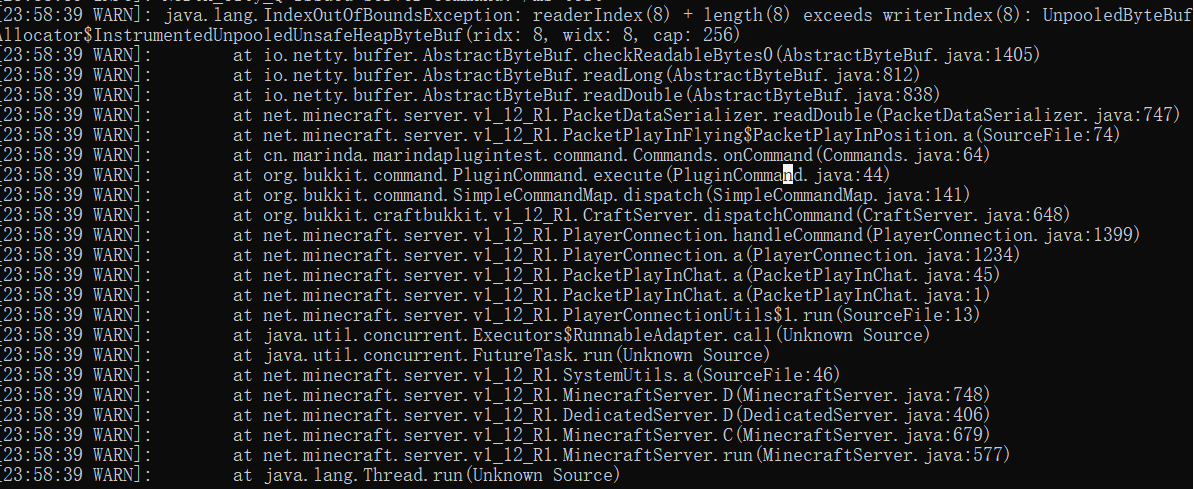 [23:58:39 WARN]: java.lang.IndexOutOfBoundsException: readerIndex(8) + length(8) exceeds writerIndex(8): UnpooledByteBuf
Allocator$InstrumentedUnpooledUnsafeHeapByteBuf(ridx: 8, widx: 8, cap: 256)
[23:58:39 WARN]: at io.netty.buffer.AbstractByteBuf.checkReadableBytes0(AbstractByteBuf.java:1405)
[23:58:39 WARN]: at io.netty.buffer.AbstractByteBuf.readLong(AbstractByteBuf.java:812)
[23:58:39 WARN]: at io.netty.buffer.AbstractByteBuf.readDouble(AbstractByteBuf.java:838)
[23:58:39 WARN]: at net.minecraft.server.v1_12_R1.PacketDataSerializer.readDouble(PacketDataSerializer.java:747)
[23:58:39 WARN]: at net.minecraft.server.v1_12_R1.PacketPlayInFlying$PacketPlayInPosition.a(SourceFile:74)
[23:58:39 WARN]: at cn.marinda.marindaplugintest.command.Commands.onCommand(Commands.java:64)
[23:58:39 WARN]: at org.bukkit.command.PluginCommand.execute(PluginCommand.java:44)
[23:58:39 WARN]: at org.bukkit.command.SimpleCommandMap.dispatch(SimpleCommandMap.java:141)
[23:58:39 WARN]: at org.bukkit.craftbukkit.v1_12_R1.CraftServer.dispatchCommand(CraftServer.java:648)
[23:58:39 WARN]: at net.minecraft.server.v1_12_R1.PlayerConnection.handleCommand(PlayerConnection.java:1399)
[23:58:39 WARN]: at net.minecraft.server.v1_12_R1.PlayerConnection.a(PlayerConnection.java:1234)
[23:58:39 WARN]: at net.minecraft.server.v1_12_R1.PacketPlayInChat.a(PacketPlayInChat.java:45)
[23:58:39 WARN]: at net.minecraft.server.v1_12_R1.PacketPlayInChat.a(PacketPlayInChat.java:1)
[23:58:39 WARN]: at net.minecraft.server.v1_12_R1.PlayerConnectionUtils$1.run(SourceFile:13)
[23:58:39 WARN]: at java.util.concurrent.Executors$RunnableAdapter.call(Unknown Source)
[23:58:39 WARN]: at java.util.concurrent.FutureTask.run(Unknown Source)
[23:58:39 WARN]: at net.minecraft.server.v1_12_R1.SystemUtils.a(SourceFile:46)
[23:58:39 WARN]: at net.minecraft.server.v1_12_R1.MinecraftServer.D(MinecraftServer.java:748)
[23:58:39 WARN]: at net.minecraft.server.v1_12_R1.DedicatedServer.D(DedicatedServer.java:406)
[23:58:39 WARN]: at net.minecraft.server.v1_12_R1.MinecraftServer.C(MinecraftServer.java:679)
[23:58:39 WARN]: at net.minecraft.server.v1_12_R1.MinecraftServer.run(MinecraftServer.java:577)
[23:58:39 WARN]: at java.lang.Thread.run(Unknown Source)